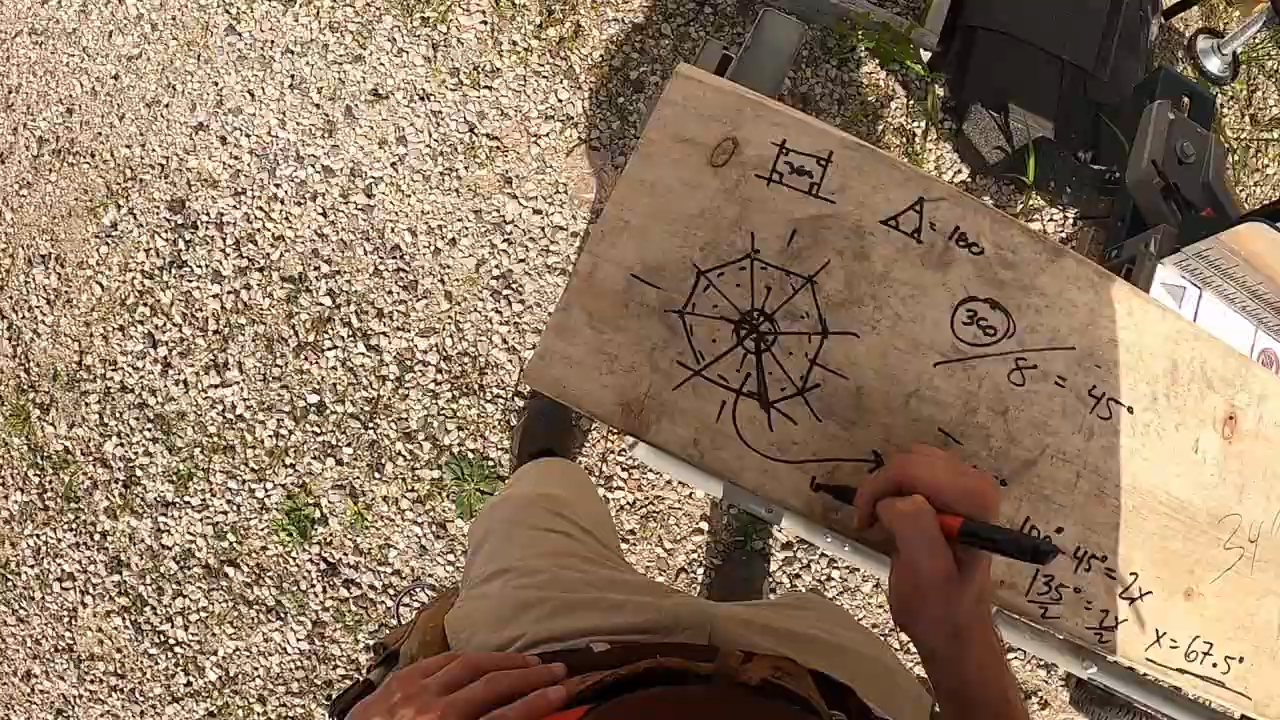 360
= 180
360
8 = 45°
180° - 45° = 2x
135° = 2x
2 2
x = 67.5°
34"